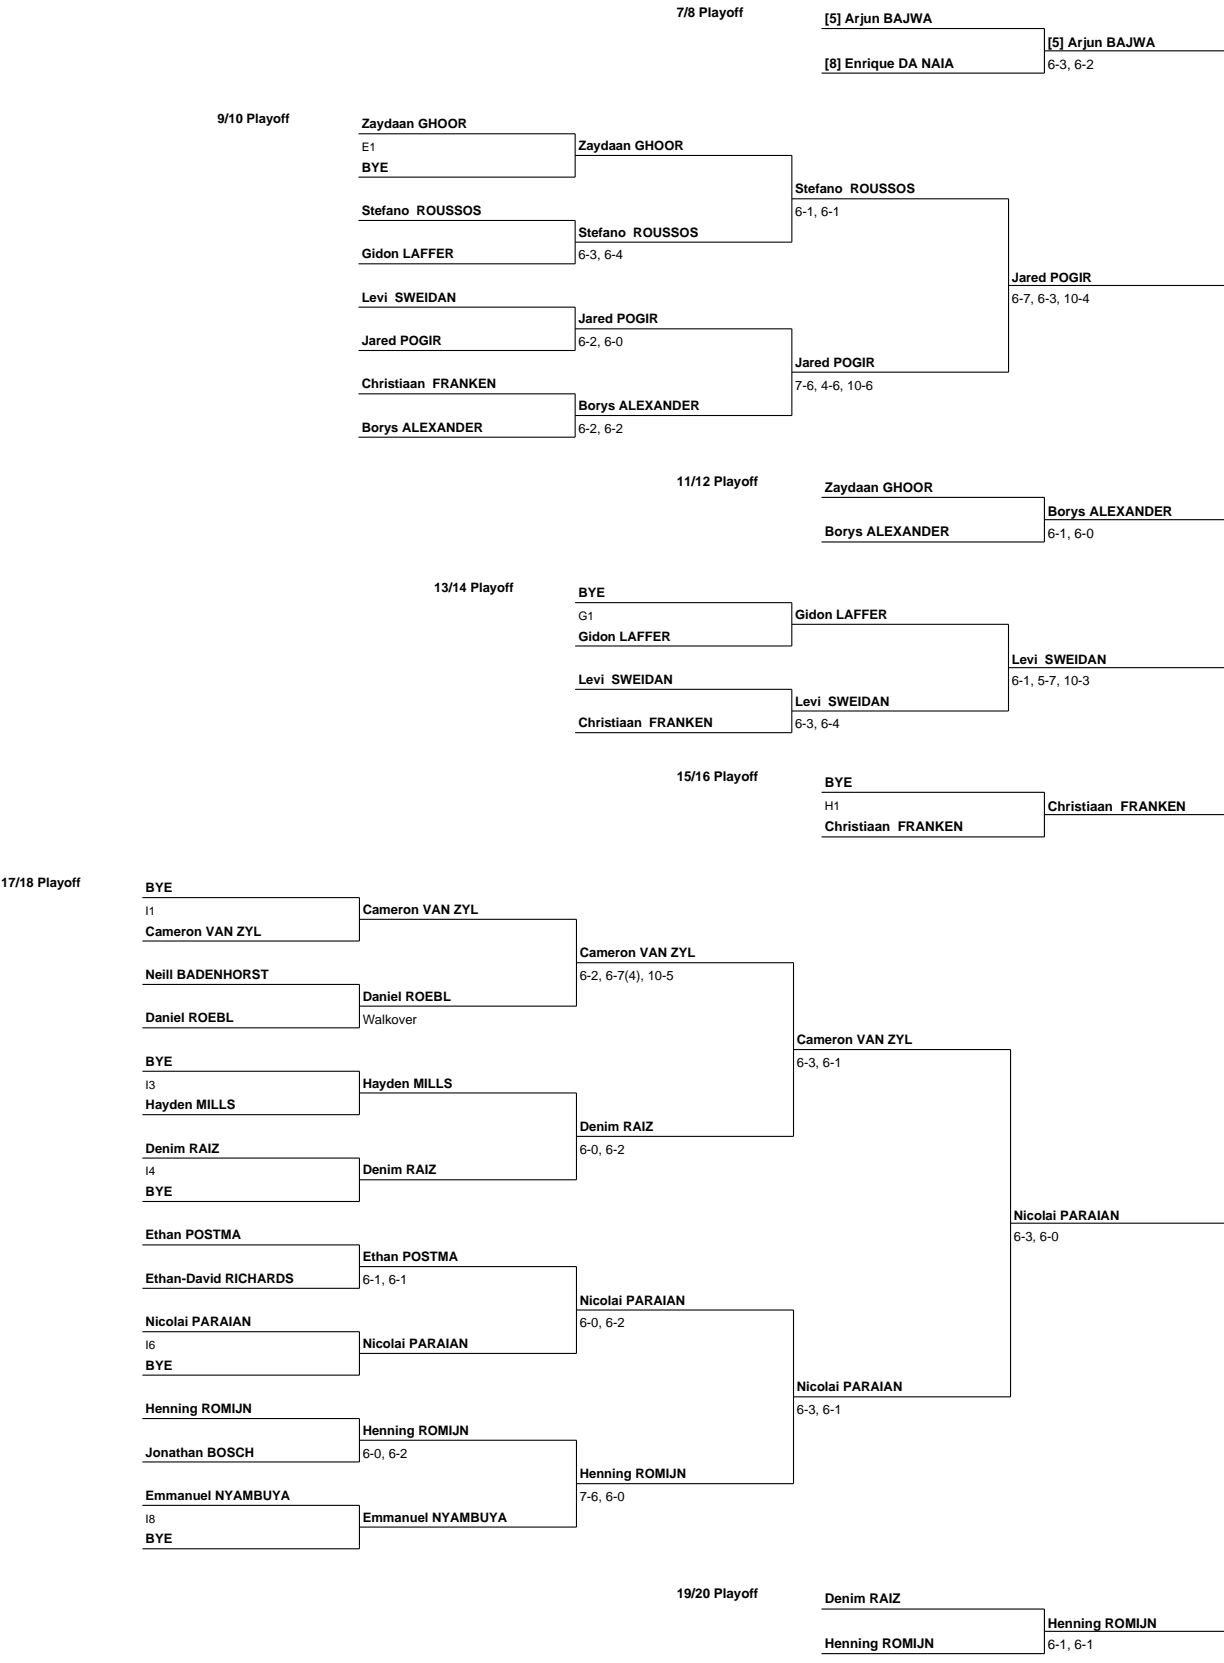 7/8 Playoff
[5] Arjun BAJWA
[5] Arjun BAJWA
[8] Enrique DA NAIA
6-3, 6-2
9/10 Playoff
Zaydaan GHOOR
E1
Zaydaan GHOOR
BYE
Stefano ROUSSOS
6-1, 6-1
Stefano ROUSSOS
Stefano ROUSSOS
Gidon LAFFER
6-3, 6-4
Jared POGIR
6-7, 6-3, 10-4
Levi SWEIDAN
Jared POGIR
Jared POGIR
6-2, 6-0
Jared POGIR
7-6, 4-6, 10-6
Christiaan FRANKEN
Borys ALEXANDER
Borys ALEXANDER
6-2, 6-2
11/12 Playoff
Zaydaan GHOOR
Borys ALEXANDER
Borys ALEXANDER
6-1, 6-0
13/14 Playoff
BYE
G1
Gidon LAFFER
Gidon LAFFER
Levi SWEIDAN
6-1, 5-7, 10-3
Levi SWEIDAN
Levi SWEIDAN
Christiaan FRANKEN
6-3, 6-4
15/16 Playoff
BYE
H1
Christiaan FRANKEN
Christiaan FRANKEN
17/18 Playoff
BYE
I1
Cameron VAN ZYL
Cameron VAN ZYL
Cameron VAN ZYL
6-2, 6-7(4), 10-5
Neill BADENHORST
Daniel ROEBL
Daniel ROEBL
Walkover
Cameron VAN ZYL
6-3, 6-1
BYE
I3
Hayden MILLS
Hayden MILLS
Denim RAIZ
6-0, 6-2
Denim RAIZ
I4
Denim RAIZ
BYE
Nicolai PARAIAN
6-3, 6-0
Ethan POSTMA
Ethan POSTMA
Ethan-David RICHARDS
6-1, 6-1
Nicolai PARAIAN
6-0, 6-2
Nicolai PARAIAN
I6
Nicolai PARAIAN
BYE
Nicolai PARAIAN
6-3, 6-1
Henning ROMIJN
Henning ROMIJN
Jonathan BOSCH
6-0, 6-2
Henning ROMIJN
7-6, 6-0
Emmanuel NYAMBUYA
I8
Emmanuel NYAMBUYA
BYE
19/20 Playoff
Denim RAIZ
Henning ROMIJN
Henning ROMIJN
6-1, 6-1